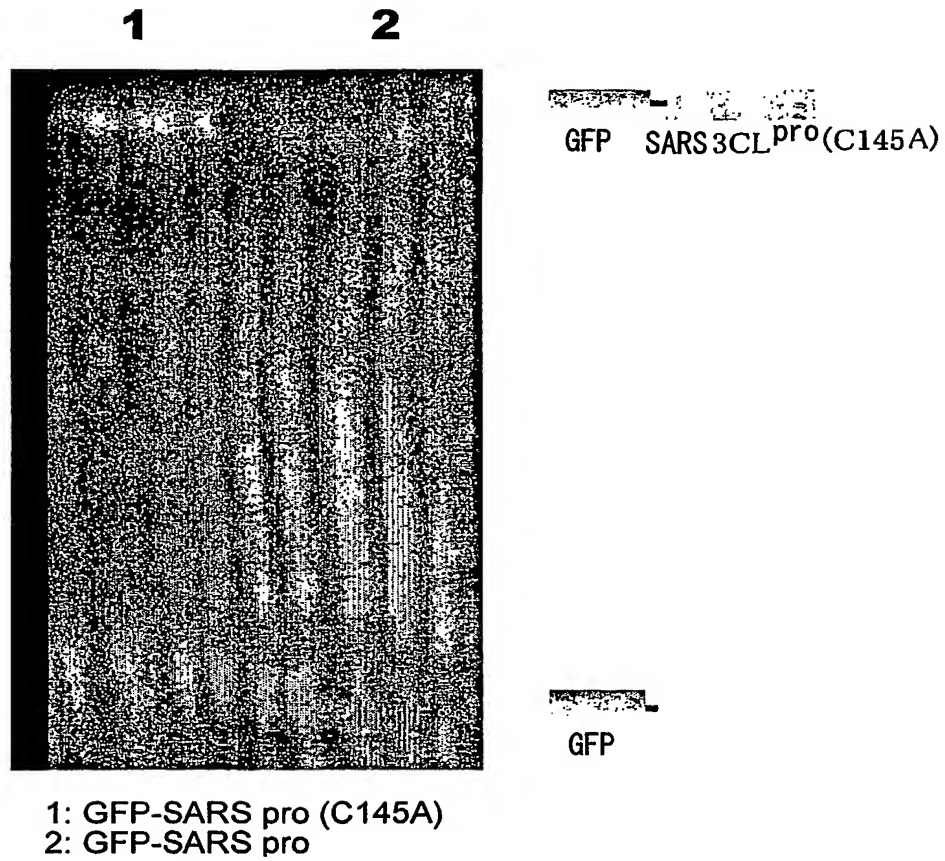 1 2
GFP SARS 3CLpro (C145A)
GFP
1: GFP-SARS pro (C145A)
2: GFP-SARS pro